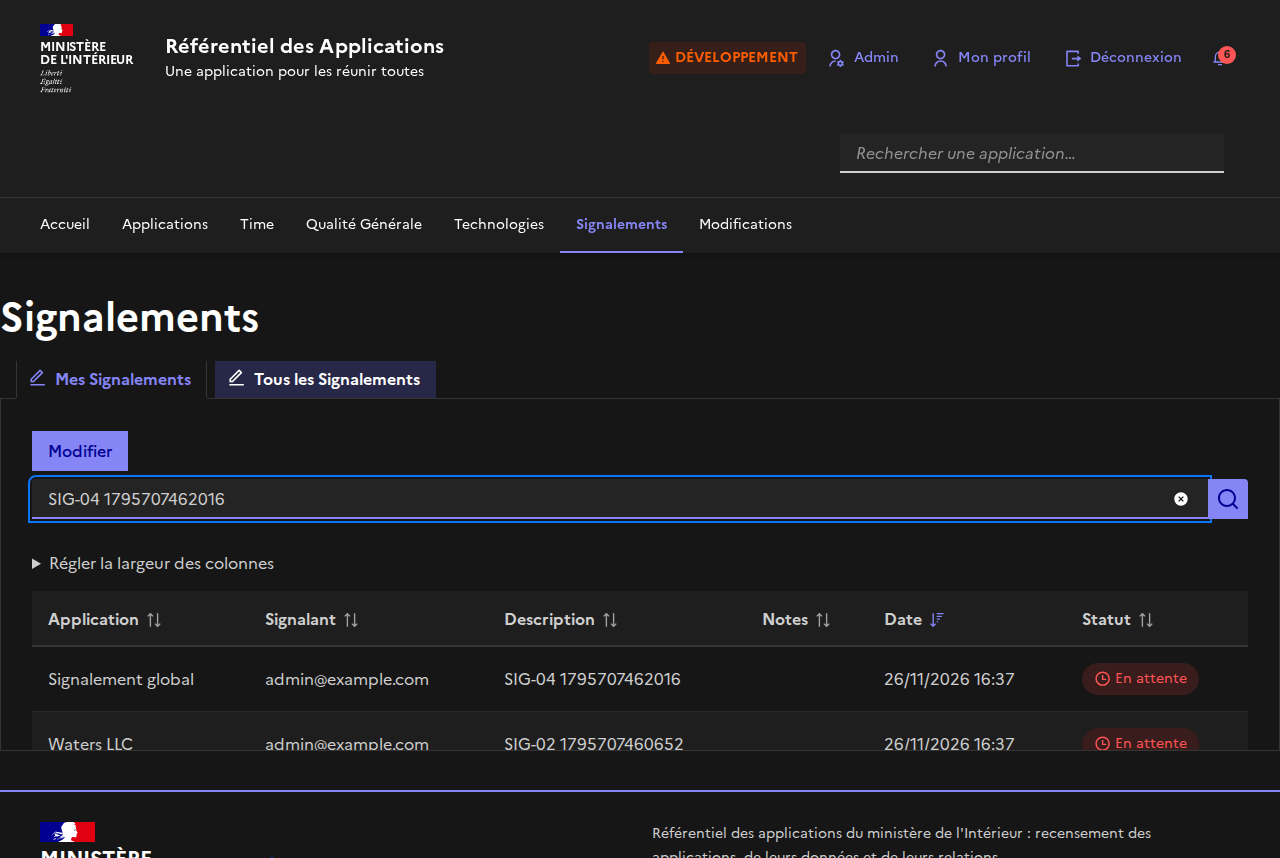 MINISTÈRE
DE L'INTÉRIEUR
Liberté
Égalité
Fraternité
Référentiel des Applications
Une application pour les réunir toutes
DÉVELOPPEMENT
Admin
Mon profil
Déconnexion
6
Rechercher une application…
Accueil
Applications
Time
Qualité Générale
Technologies
Signalements
Modifications
Signalements
Mes Signalements
Tous les Signalements
Modifier
SIG-04 1795707462016
Régler la largeur des colonnes
Application Signalant Description Notes Date Statut
Signalement global admin@example.com SIG-04 1795707462016 26/11/2026 16:37 En attente
Waters LLC admin@example.com SIG-02 1795707460652 26/11/2026 16:37 En attente
MINISTÈRE
Référentiel des applications du ministère de l'Intérieur : recensement des
applications, de leurs données et de leurs relations.